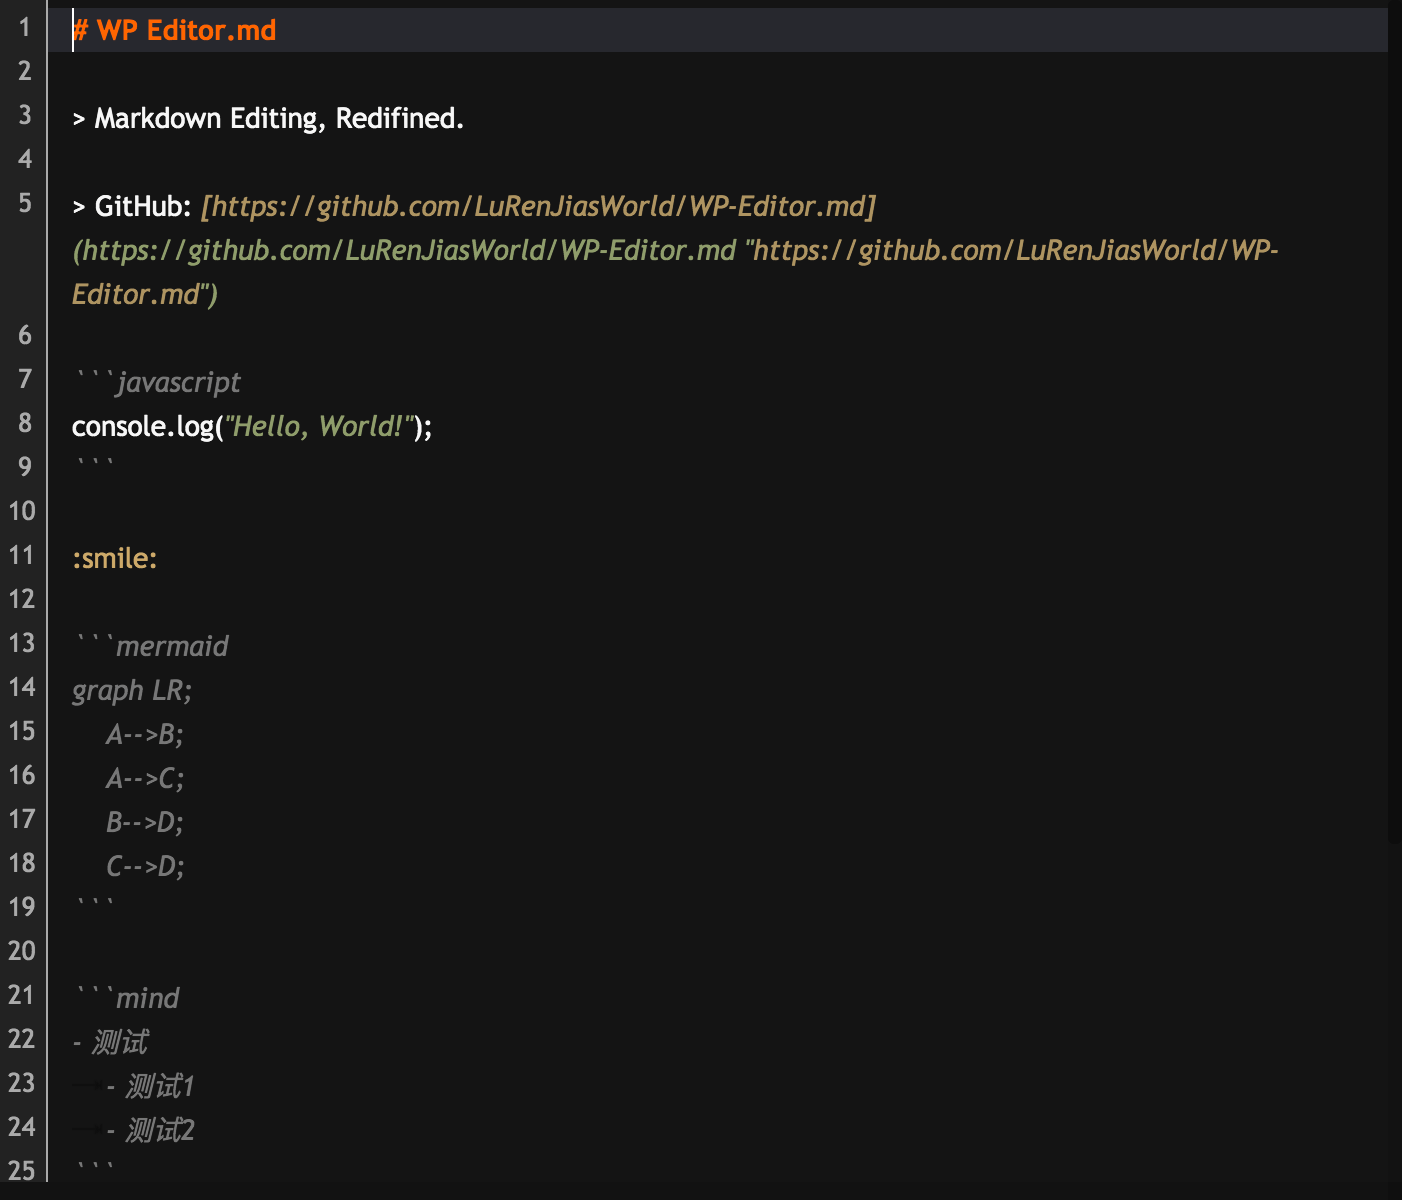 1 # WP Editor.md
2
3 > Markdown Editing, Redifined.
4
5 > GitHub: [https://github.com/LuRenJiasWorld/WP-Editor.md]
(https://github.com/LuRenJiasWorld/WP-Editor.md "https://github.com/LuRenJiasWorld/WP-
Editor.md")
6
7 ```javascript
8 console.log("Hello, World!");
9 ```
10
11 :smile:
12
13 ```mermaid
14 graph LR;
15     A-->B;
16     A-->C;
17     B-->D;
18     C-->D;
19 ```
20
21 ```mind
22 - 测试
23     - 测试1
24     - 测试2
25 ```